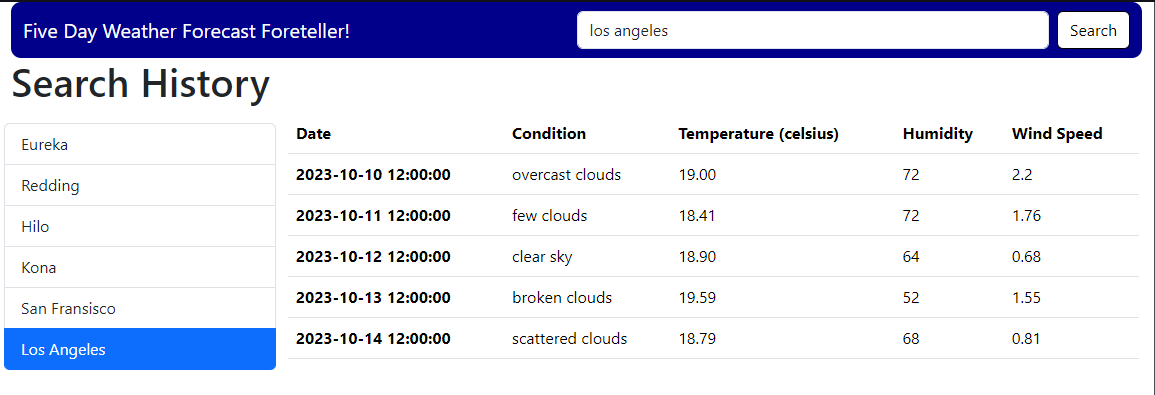 Five Day Weather Forecast Foreteller! los angeles Search
Search History
Eureka
Redding
Hilo
Kona
San Fransisco
Los Angeles
Date Condition Temperature (celsius) Humidity Wind Speed
2023-10-10 12:00:00 overcast clouds 19.00 72 2.2
2023-10-11 12:00:00 few clouds 18.41 72 1.76
2023-10-12 12:00:00 clear sky 18.90 64 0.68
2023-10-13 12:00:00 broken clouds 19.59 52 1.55
2023-10-14 12:00:00 scattered clouds 18.79 68 0.81